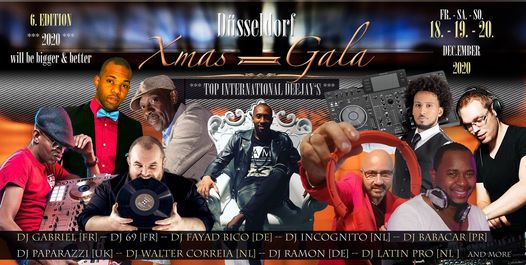 6. EDITION
*** 2020 ***
will be bigger & better
Düsseldorf
Xmas Gala
*** TOP INTERNATIONAL DEEJAY'S ***
FR. - SA. - SO.
18. - 19. - 20.
DEC.EMBER
2020
DJ GABRIEL [FR] -- DJ 69 [FR] -- DJ FAYAD BICO [DE] -- DJ INCOGNITO [NL] -- DJ BABACAR [PR]
DJ PAPARAZZI [UK] -- DJ WALTER CORREIA [NL] -- DJ RAMON [DE] -- DJ LATIN PRO [NL ] AND MORE